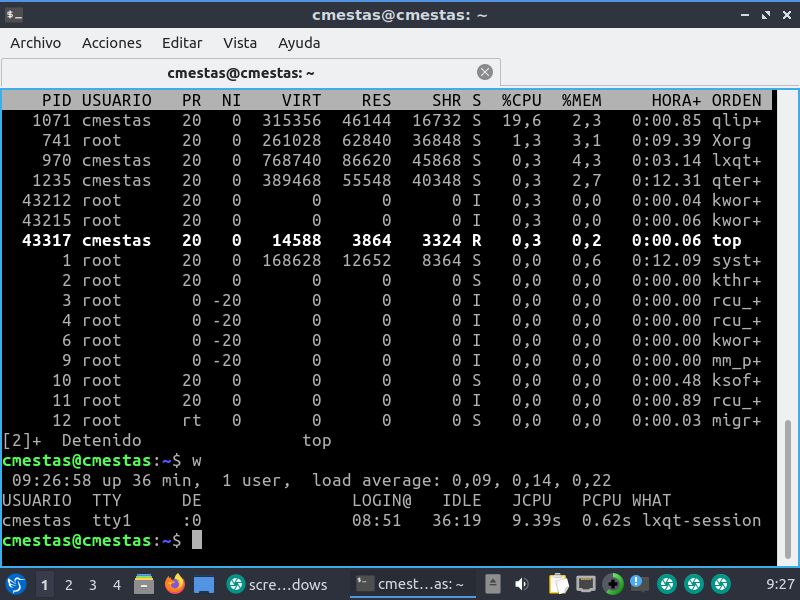 cmestas@cmestas: ~
Archivo Acciones Editar Vista Ayuda
cmestas@cmestas: ~
PID USUARIO PR NI VIRT RES SHR S %CPU %MEM HORA+ ORDEN
1071 cmestas 20 0 315356 46144 16732 S 19,6 2,3 0:00.85 qlip+
741 root 20 0 261028 62840 36848 S 1,3 3,1 0:09.39 Xorg
970 cmestas 20 0 768740 86620 45868 S 0,3 4,3 0:03.14 lxqt+
1235 cmestas 20 0 389468 55548 40348 S 0,3 2,7 0:12.31 qter+
43212 root 20 0 0 0 0 I 0,3 0,0 0:00.04 kwor+
43215 root 20 0 0 0 0 I 0,3 0,0 0:00.06 kwor+
43317 cmestas 20 0 14588 3864 3324 R 0,3 0,2 0:00.06 top
1 root 20 0 168628 12652 8364 S 0,0 0,6 0:12.09 syst+
2 root 20 0 0 0 0 S 0,0 0,0 0:00.00 kthr+
3 root 0 -20 0 0 0 I 0,0 0,0 0:00.00 rcu_+
4 root 0 -20 0 0 0 I 0,0 0,0 0:00.00 rcu_+
6 root 0 -20 0 0 0 I 0,0 0,0 0:00.00 kwor+
9 root 0 -20 0 0 0 I 0,0 0,0 0:00.00 mm_p+
10 root 20 0 0 0 0 S 0,0 0,0 0:00.48 ksof+
11 root 20 0 0 0 0 I 0,0 0,0 0:00.89 rcu_+
12 root rt 0 0 0 0 S 0,0 0,0 0:00.03 migr+
[2]+ Detenido top
cmestas@cmestas:~$ w
09:26:58 up 36 min, 1 user, load average: 0,09, 0,14, 0,22
USUARIO TTY DE LOGIN@ IDLE JCPU PCPU WHAT
cmestas tty1 :0 08:51 36:19 9.39s 0.62s lxqt-session
cmestas@cmestas:~$
1 2 3 4 scre…dows cmest…as: ~ 9:27